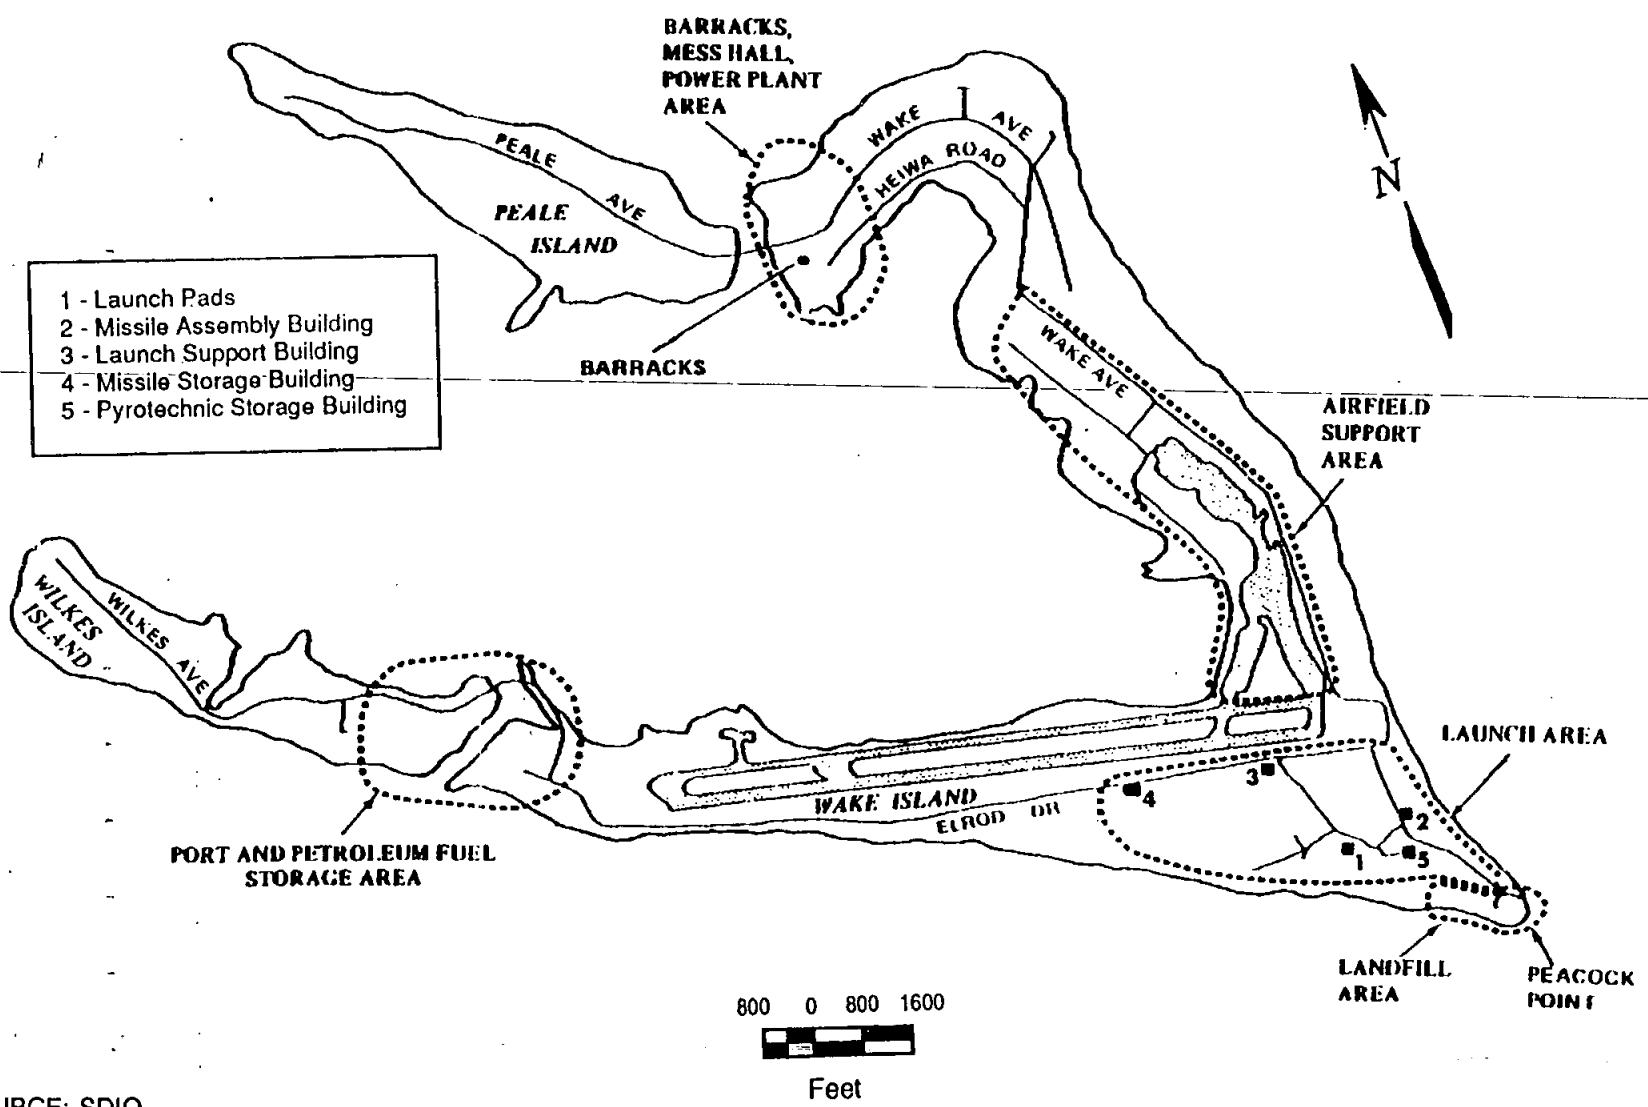 BARRACKS,
MESS HALL,
POWER PLANT
AREA
WAKE AVE
HEIWA ROAD
N
PEALE AVE
PEALE
ISLAND
1 - Launch Pads
2 - Missile Assembly Building
3 - Launch Support Building
4 - Missile Storage Building
5 - Pyrotechnic Storage Building
BARRACKS
WAKE AVE
AIRFIELD
SUPPORT
AREA
WILKES
ISLAND
WILKES AVE
LAUNCH AREA
3
4
2
1
5
WAKE ISLAND
ELROD DR
PORT AND PETROLEUM FUEL
STORAGE AREA
LANDFILL
AREA
PEACOCK
POINT
800 0 800 1600
Feet
SDIO